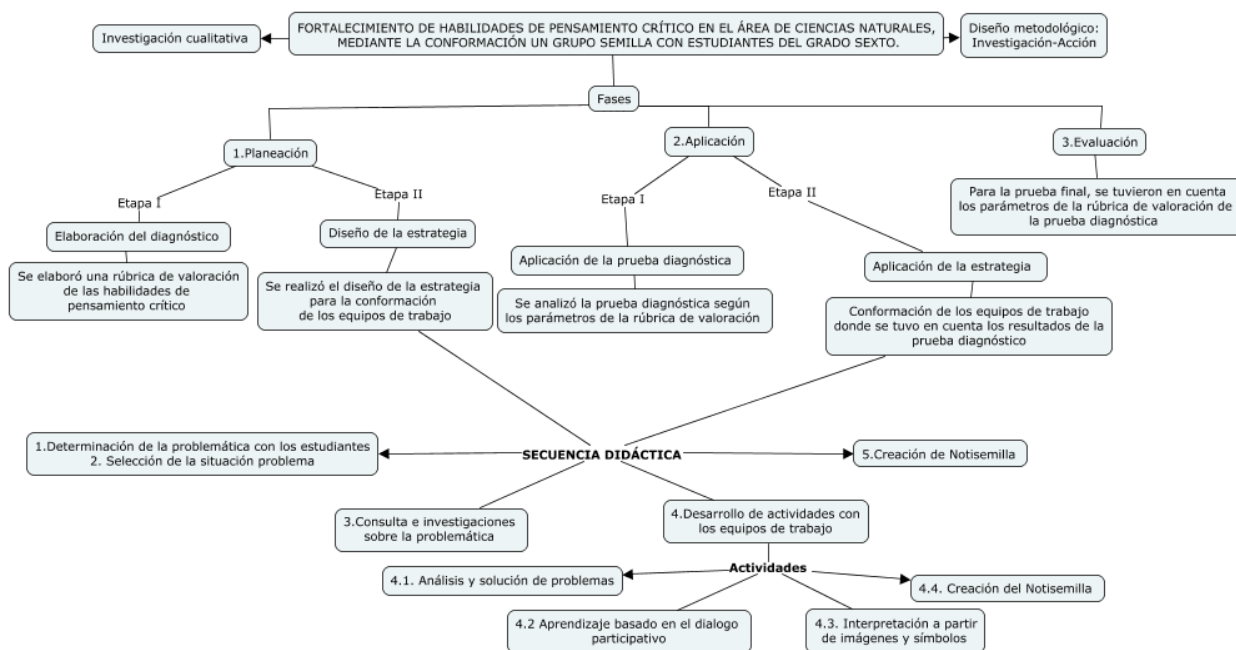 Investigación cualitativa
FORTALECIMIENTO DE HABILIDADES DE PENSAMIENTO CRÍTICO EN EL ÁREA DE CIENCIAS NATURALES,
MEDIANTE LA CONFORMACIÓN UN GRUPO SEMILLA CON ESTUDIANTES DEL GRADO SEXTO.
Diseño metodológico:
Investigación-Acción
Fases
1.Planeación
2.Aplicación
3.Evaluación
Etapa I
Etapa II
Etapa I
Etapa II
Para la prueba final, se tuvieron en cuenta
los parámetros de la rúbrica de valoración de
la prueba diagnóstica
Elaboración del diagnóstico
Diseño de la estrategia
Aplicación de la prueba diagnóstica
Aplicación de la estrategia
Se elaboró una rúbrica de valoración
de las habilidades de
pensamiento crítico
Se realizó el diseño de la estrategia
para la conformación
de los equipos de trabajo
Se analizó la prueba diagnóstica según
los parámetros de la rúbrica de valoración
Conformación de los equipos de trabajo
donde se tuvo en cuenta los resultados de la
prueba diagnóstico
1.Determinación de la problemática con los estudiantes
2. Selección de la situación problema
SECUENCIA DIDÁCTICA
5.Creación de Notisemilla
3.Consulta e investigaciones
sobre la problemática
4.Desarrollo de actividades con
los equipos de trabajo
Actividades
4.1. Análisis y solución de problemas
4.4. Creación del Notisemilla
4.2 Aprendizaje basado en el dialogo
participativo
4.3. Interpretación a partir
de imágenes y símbolos